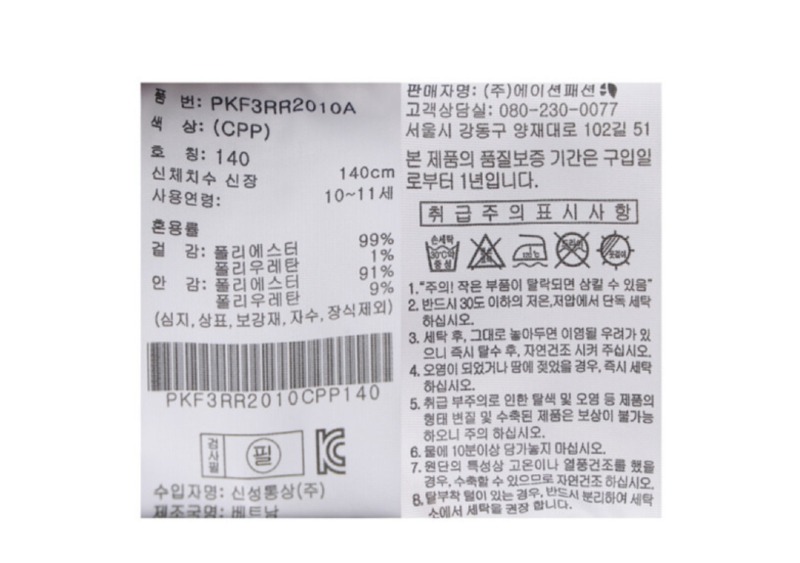 품 번: PKF3RR2010A
색 상: (CPP)
호 칭: 140
신체치수 신장 140cm
사용연령: 10~11세
혼용률
겉 감: 폴리에스터 99%
폴리우레탄 1%
안 감: 폴리에스터 91%
폴리우레탄 9%
(심지, 상표, 보강재, 자수, 장식제외)
PKF3RR2010CPP140
검사필 필
수입자명: 신성통상(주)
제조국명: 베트남
판매자명: (주)에이션패션
고객상담실: 080-230-0077
서울시 강동구 양재대로 102길 51
본 제품의 품질보증 기간은 구입일
로부터 1년입니다.
취급주의표시사항
손세탁
30℃약
중성
드라이
1.“주의! 작은 부품이 탈락되면 삼킬 수 있음”
2. 반드시 30도 이하의 저온,저압에서 단독 세탁
하십시오.
3. 세탁 후, 그대로 놓아두면 이염될 우려가 있
으니 즉시 탈수 후, 자연건조 시켜 주십시오.
4. 오염이 되었거나 땀에 젖었을 경우, 즉시 세탁
하십시오.
5. 취급 부주의로 인한 탈색 및 오염 등 제품의
형태 변질 및 수축된 제품은 보상이 불가능
하오니 주의 하십시오.
6. 물에 10분이상 담가놓지 마십시오.
7. 원단의 특성상 고온이나 열풍건조를 했을
경우, 수축할 수 있으므로 자연건조 하십시오.
8. 탈부착 털이 있는 경우, 반드시 분리하여 세탁
소에서 세탁을 권장 합니다.